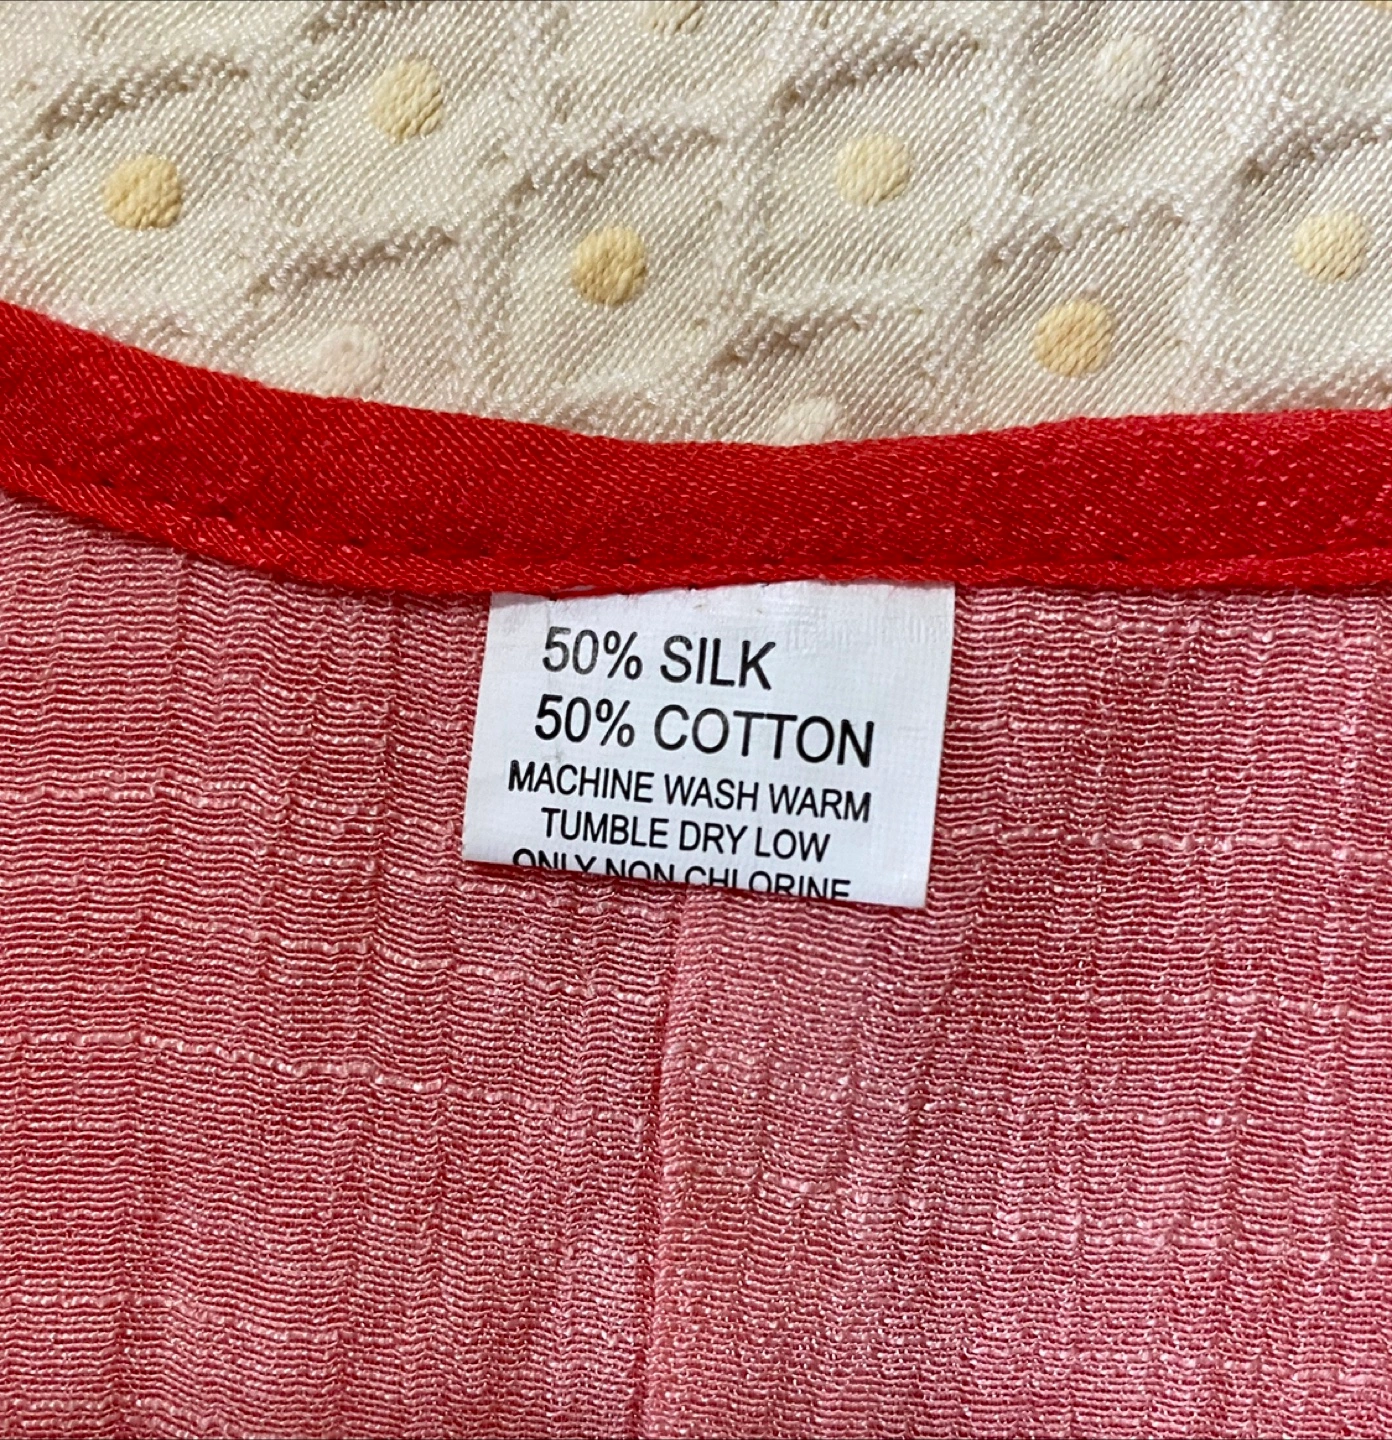 50% SILK
50% COTTON
MACHINE WASH WARM
TUMBLE DRY LOW
ONLY NON CHLORINE